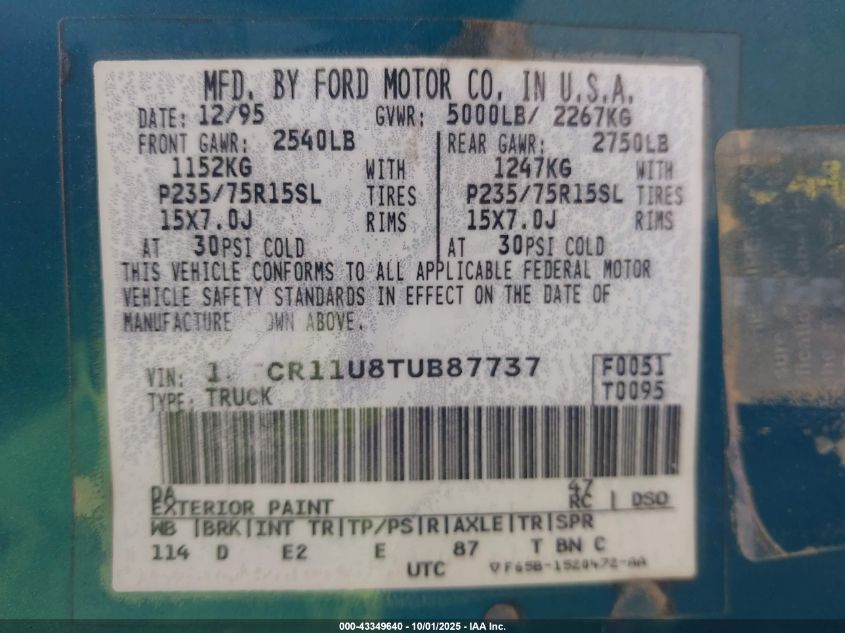 MFD. BY FORD MOTOR CO. IN U.S.A.
DATE: 12/95 GVWR: 5000LB/ 2267KG
FRONT GAWR: 2540LB REAR GAWR: 2750LB
1152KG WITH 1247KG WITH
P235/75R15SL TIRES P235/75R15SL TIRES
15X7.0J RIMS 15X7.0J RIMS
AT 30PSI COLD AT 30PSI COLD
THIS VEHICLE CONFORMS TO ALL APPLICABLE FEDERAL MOTOR
VEHICLE SAFETY STANDARDS IN EFFECT ON THE DATE OF
MANUFACTURE OWN ABOVE.
VIN: 1 CR11U8TUB87737 F0051
TYPE: TRUCK T0095
DA 47
EXTERIOR PAINT RC | DSO
WB |BRK|INT TR|TP/PS|R|AXLE|TR|SPR
114 D E2 E 87 T BN C
UTC F65B-1520472-AA
000-43349640 - 10/01/2025 - IAA Inc.